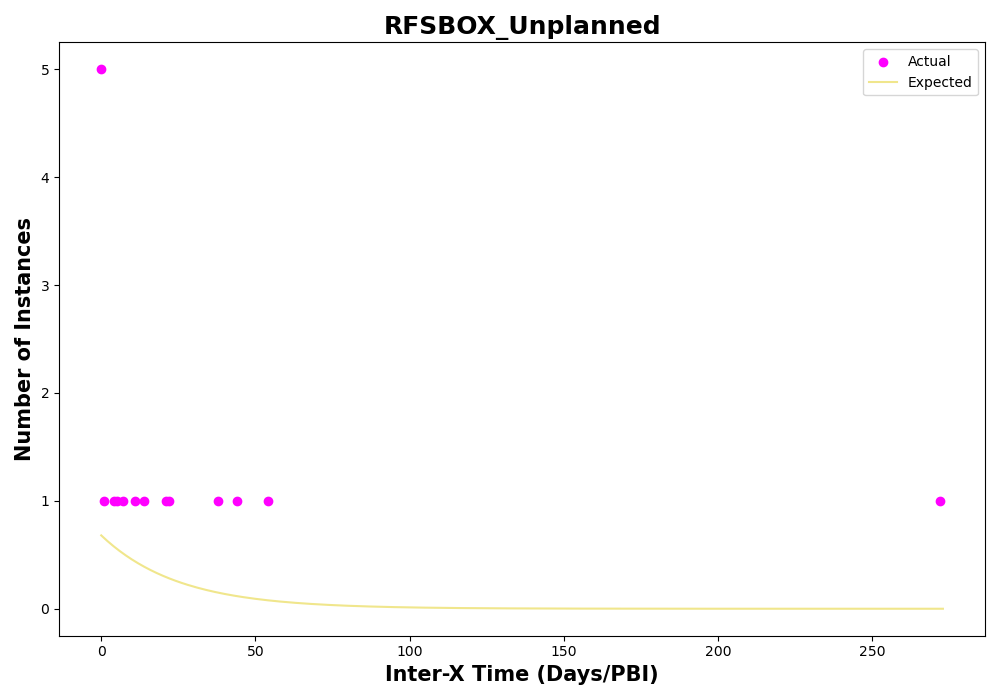 RFSBOX_Unplanned
Actual
Expected
5
4
3
2
1
0
Number of Instances
0 50 100 150 200 250
Inter-X Time (Days/PBI)